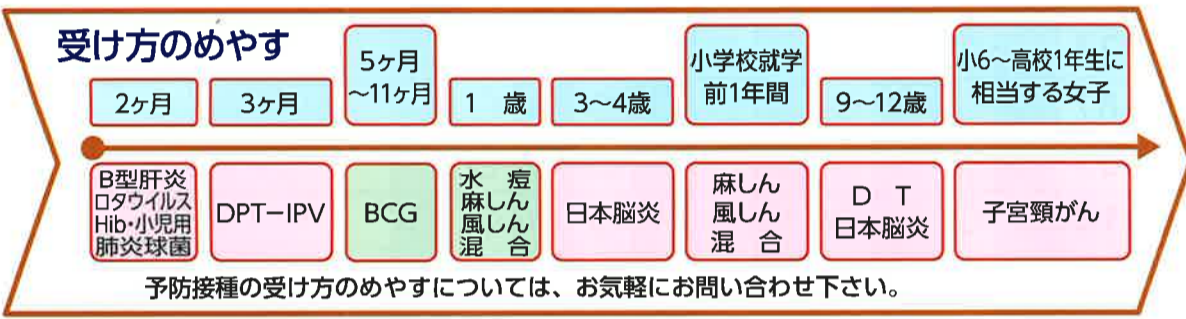 受け方のめやす
2ヶ月
3ヶ月
5ヶ月
～11ヶ月
1 歳
3～4歳
小学校就学
前1年間
9～12歳
小6～高校1年生に
相当する女子
B型肝炎
ロタウイルス
Hib・小児用
肺炎球菌
DPT－IPV
BCG
水 痘
麻しん
風しん
混 合
日本脳炎
麻しん
風しん
混 合
D T
日本脳炎
子宮頸がん
予防接種の受け方のめやすについては、お気軽にお問い合わせ下さい。